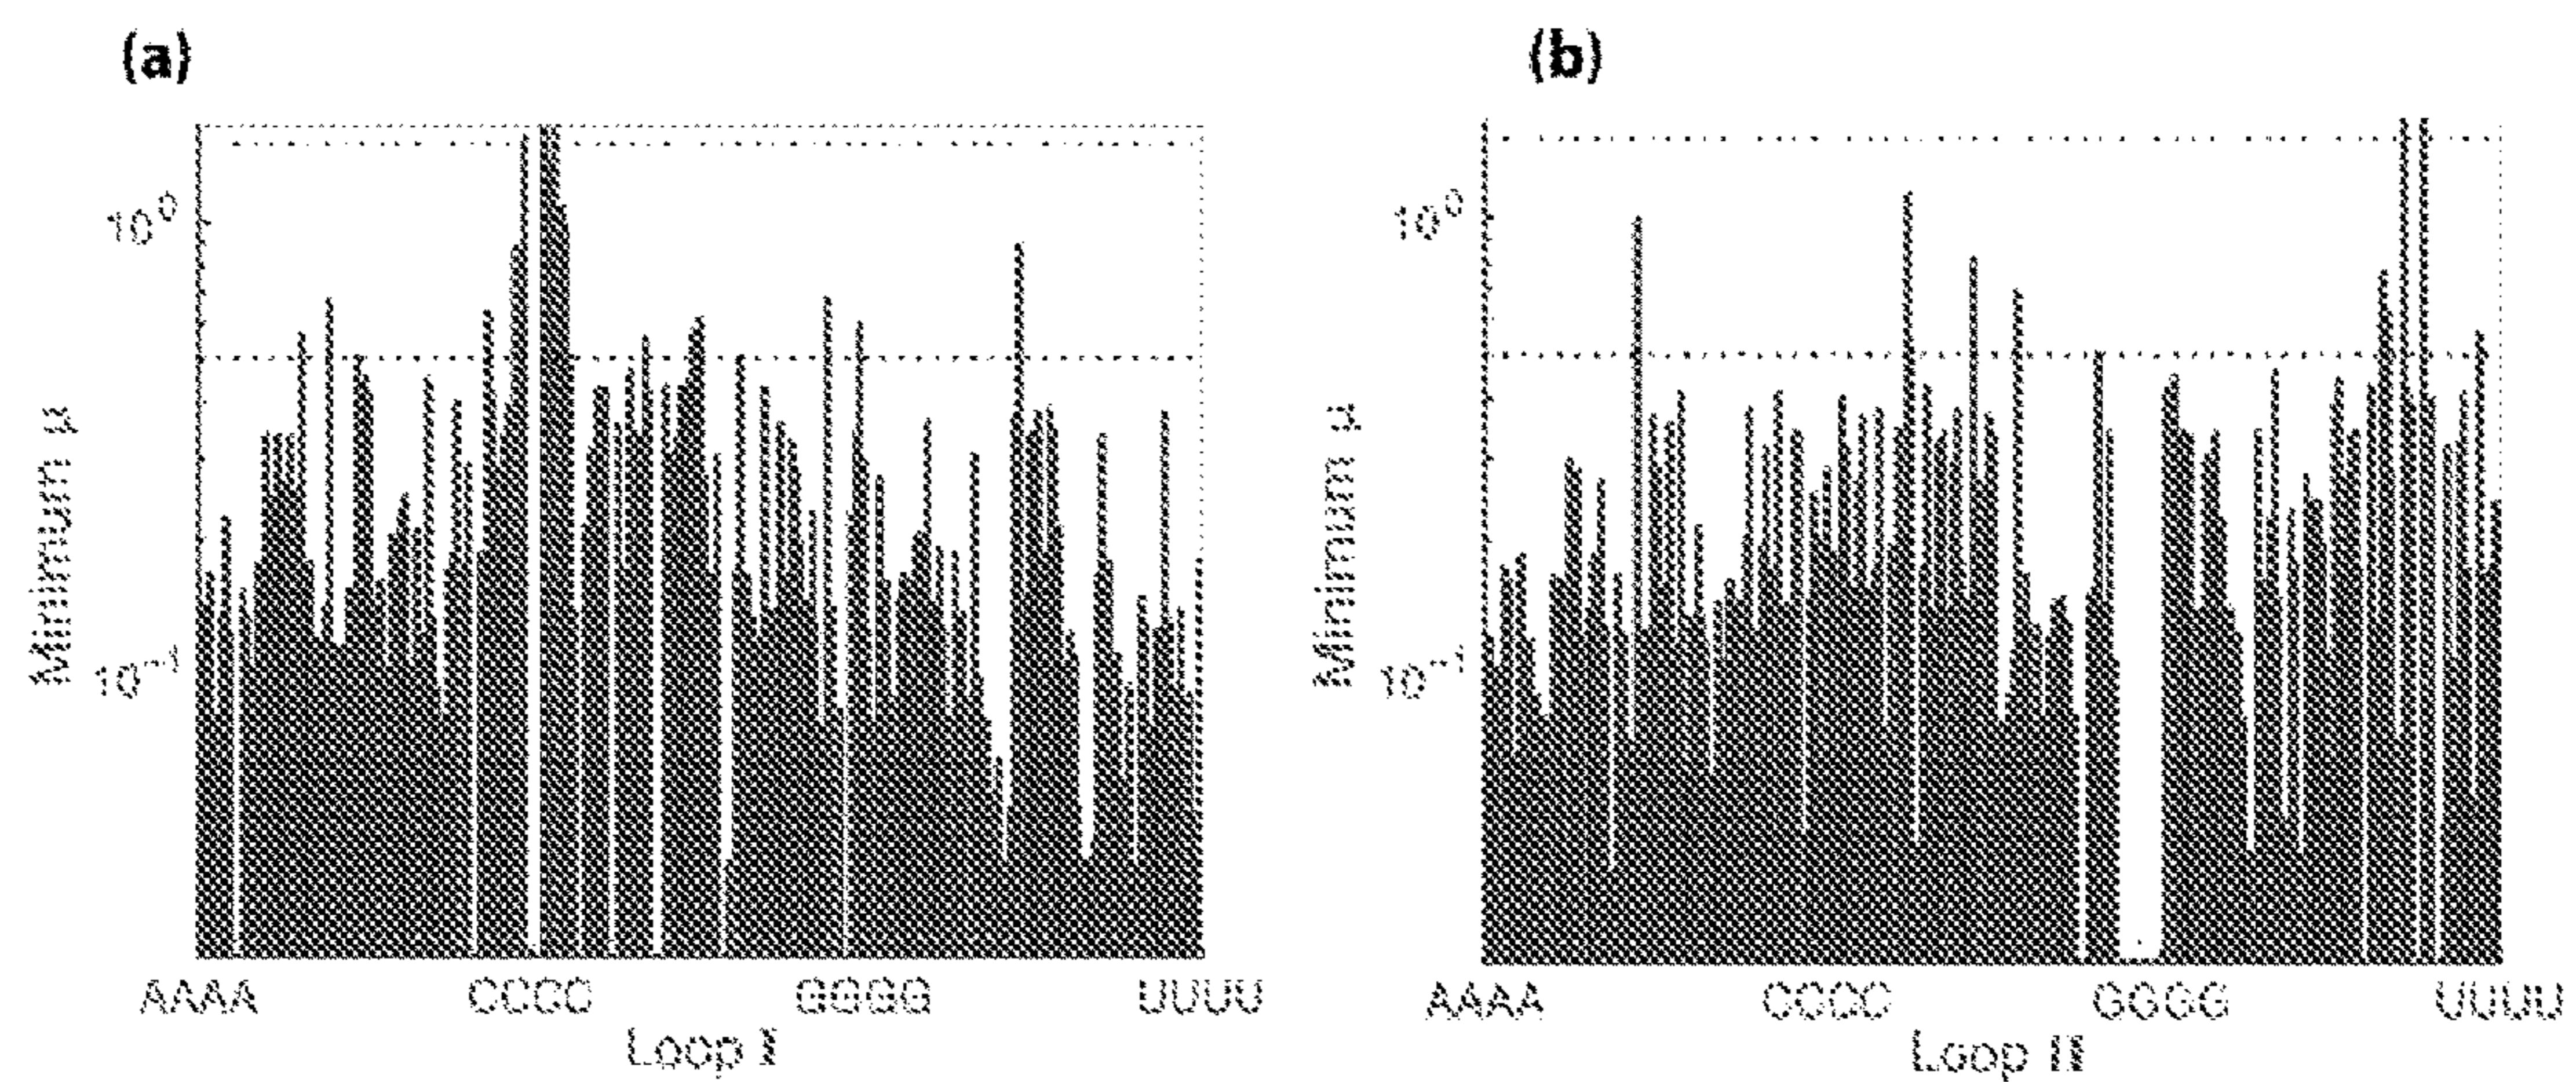 (a)
(b)
10⁰
10⁻¹
Minimum µ
AAAA CCCC GGGG UUUU
Loop I
10⁰
10⁻¹
Minimum µ
AAAA CCCC GGGG UUUU
Loop II